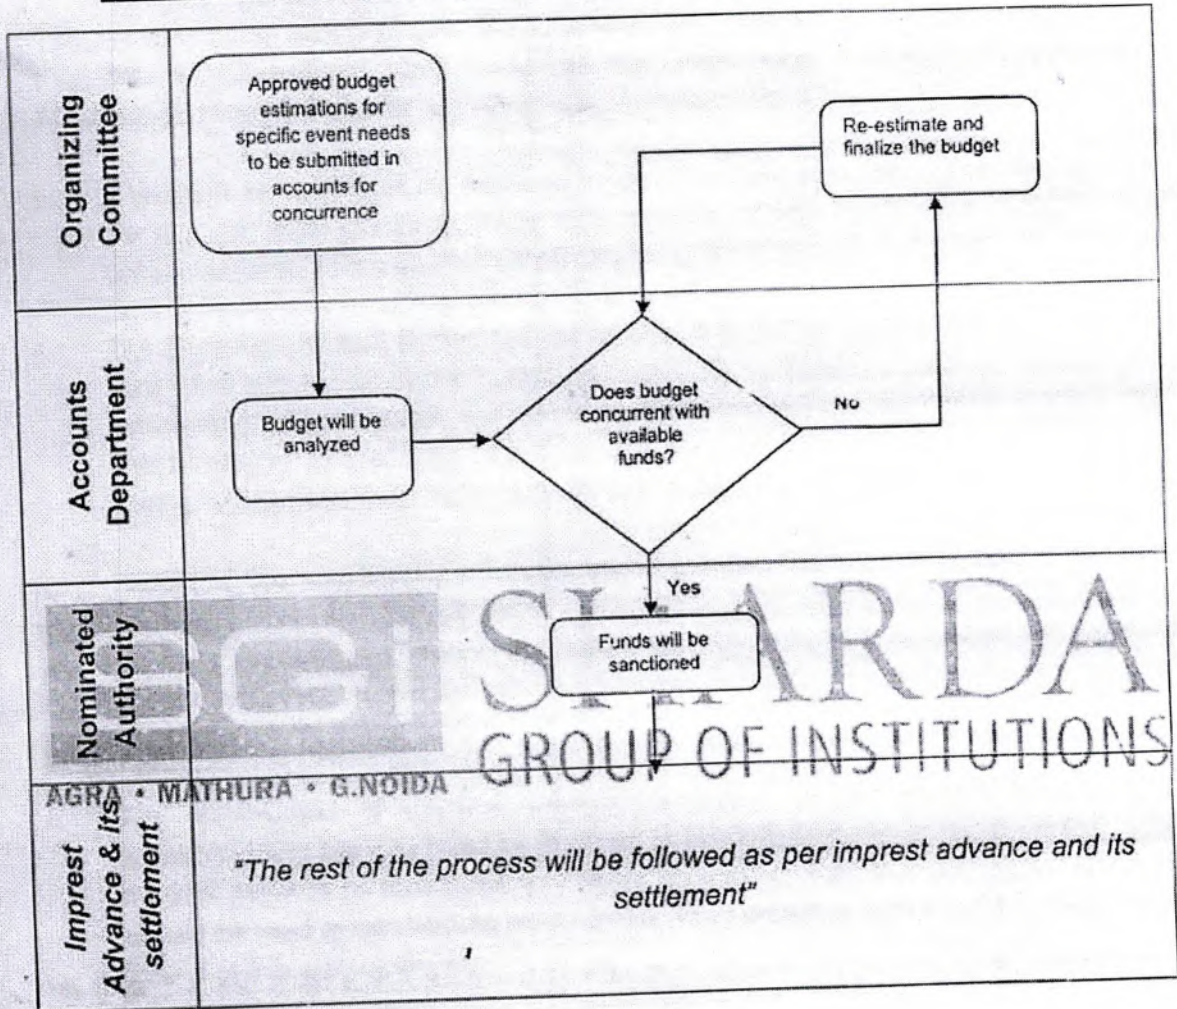 Organizing
Committee
Approved budget
estimations for
specific event needs
to be submitted in
accounts for
concurrence
Re-estimate and
finalize the budget
Accounts
Department
Budget will be
analyzed
Does budget
concurrent with
available
funds?
No
Yes
Nominated
Authority
Funds will be
sanctioned
SGI
SHARDA
GROUP OF INSTITUTIONS
AGRA • MATHURA • G.NOIDA
Imprest
Advance & its
settlement
"The rest of the process will be followed as per imprest advance and its
settlement"